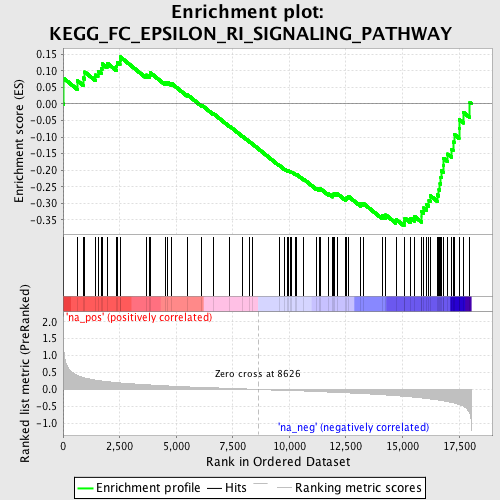 Enrichment plot:
KEGG_FC_EPSILON_RI_SIGNALING_PATHWAY
Enrichment score (ES)
0.15
0.10
0.05
0.00
-0.05
-0.10
-0.15
-0.20
-0.25
-0.30
-0.35
'na_pos' (positively correlated)
Ranked list metric (PreRanked)
2.0
1.5
1.0
0.5
0.0
-0.5
-1.0
Zero cross at 8626
'na_neg' (negatively correlated)
0
2,500
5,000
7,500
10,000
12,500
15,000
17,500
Rank in Ordered Dataset
Enrichment profile
Hits
Ranking metric scores